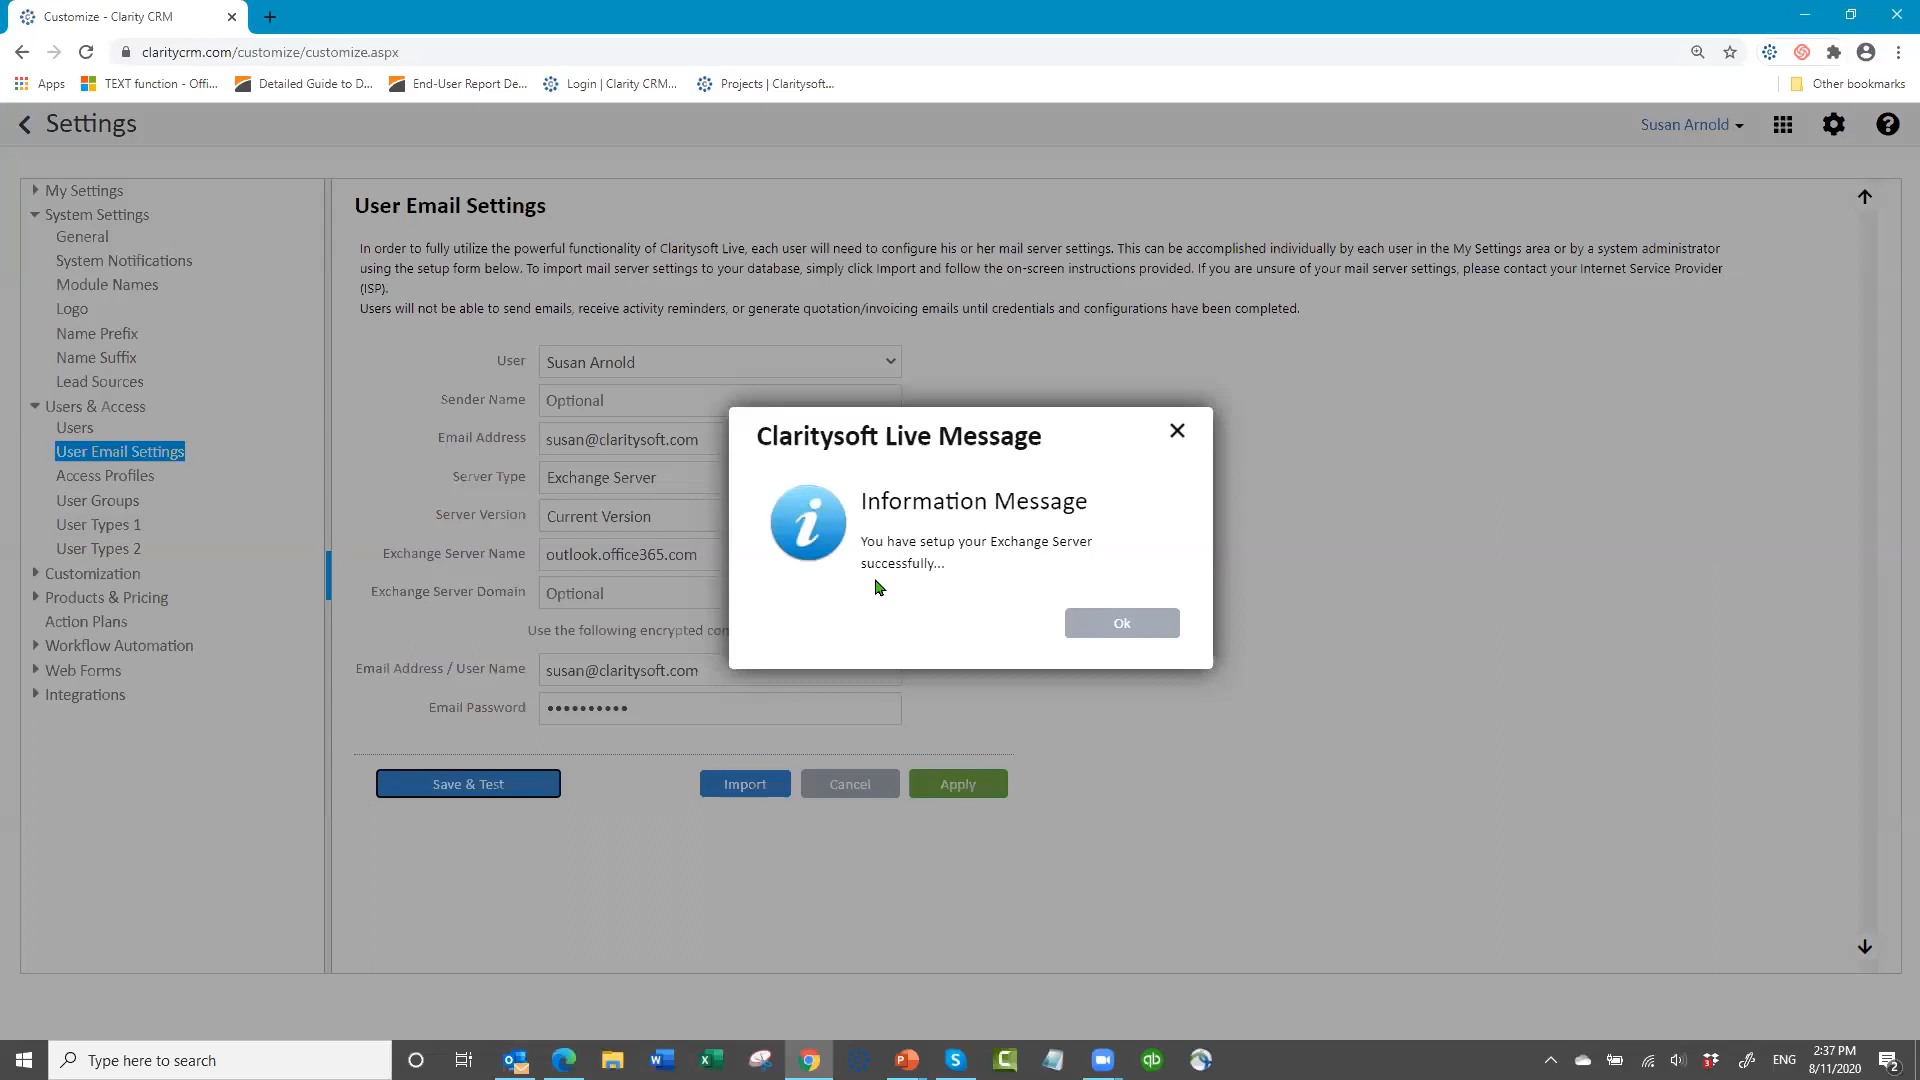 Customize - Clarity CRM
claritycrm.com/customize/customize.aspx
Apps
TEXT function - Offi...
Detailed Guide to D...
End-User Report De...
Login | Clarity CRM...
Projects | Claritysoft...
Other bookmarks
Settings
Susan Arnold
My Settings
System Settings
General
System Notifications
Module Names
Logo
Name Prefix
Name Suffix
Lead Sources
Users & Access
Users
User Email Settings
Access Profiles
User Groups
User Types 1
User Types 2
Customization
Products & Pricing
Action Plans
Workflow Automation
Web Forms
Integrations
User Email Settings
In order to fully utilize the powerful functionality of Claritysoft Live, each user will need to configure his or her mail server settings. This can be accomplished individually by each user in the My Settings area or by a system administrator
using the setup form below. To import mail server settings to your database, simply click Import and follow the on-screen instructions provided. If you are unsure of your mail server settings, please contact your Internet Service Provider
(ISP).
Users will not be able to send emails, receive activity reminders, or generate quotation/invoicing emails until credentials and configurations have been completed.
User Susan Arnold
Sender Name Optional
Email Address susan@claritysoft.com
Server Type Exchange Server
Server Version Current Version
Exchange Server Name outlook.office365.com
Exchange Server Domain Optional
Use the following encrypted con
Email Address / User Name susan@claritysoft.com
Email Password ••••••••••
Save & Test
Import
Cancel
Apply
Claritysoft Live Message
Information Message
You have setup your Exchange Server
successfully...
Ok
Type here to search
ENG
2:37 PM
8/11/2020
2